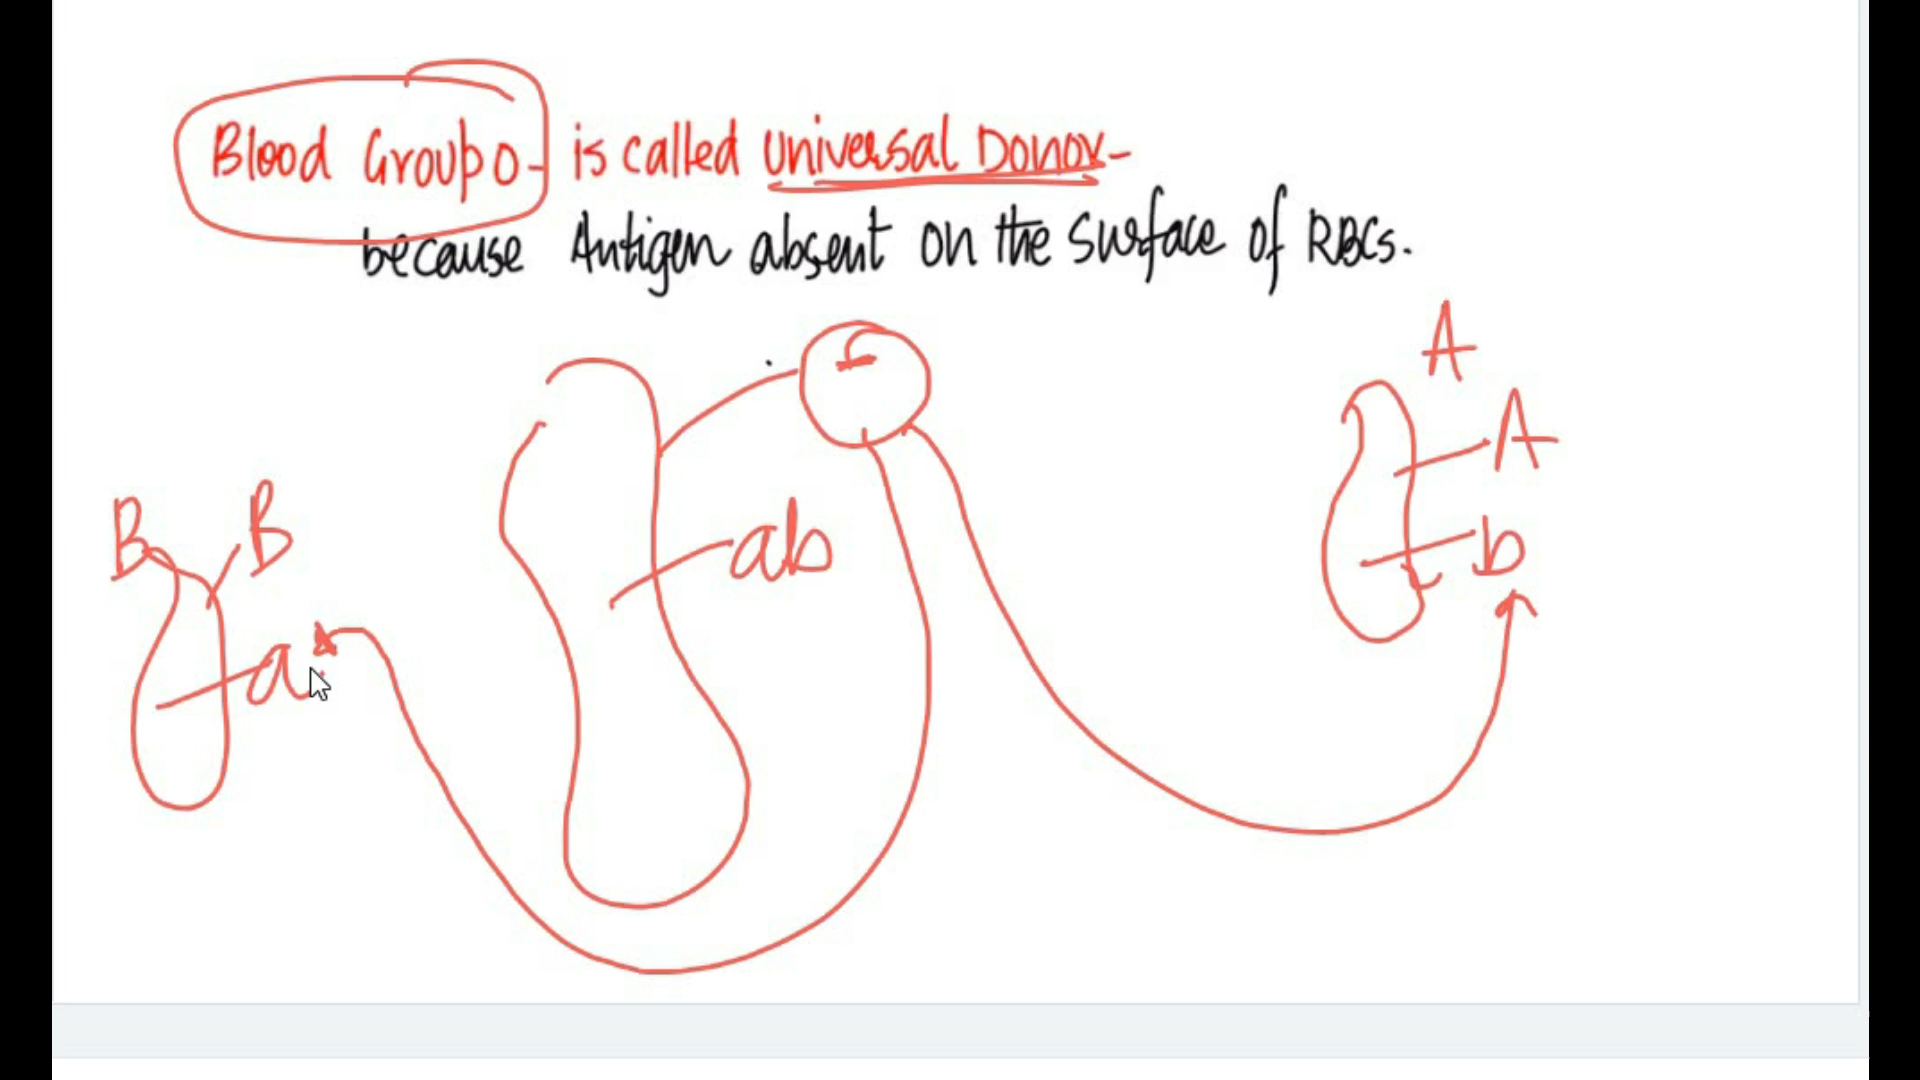 Blood Group O- is called Universal Donor-
because Antigen absent on the surface of RBCs.
A
A
B
B
ab
b
a